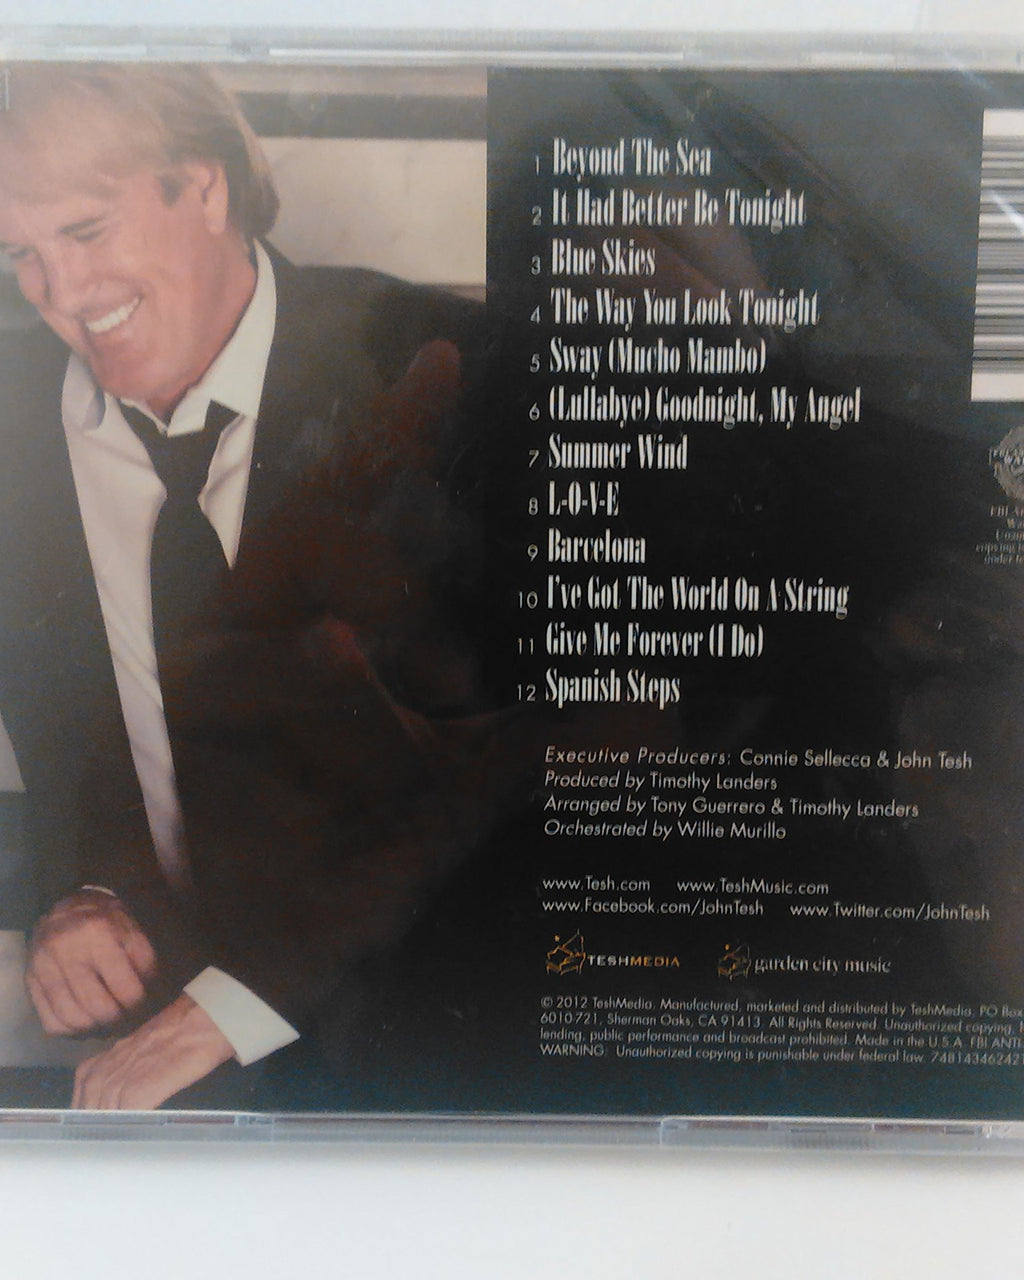 1 Beyond The Sea
2 It Had Better Be Tonight
3 Blue Skies
4 The Way You Look Tonight
5 Sway (Mucho Mambo)
6 (Lullabye) Goodnight, My Angel
7 Summer Wind
8 L-O-V-E
9 Barcelona
10 I've Got The World On A String
11 Give Me Forever (I Do)
12 Spanish Steps
Executive Producers: Connie Sellecca & John Tesh
Produced by Timothy Landers
Arranged by Tony Guerrero & Timothy Landers
Orchestrated by Willie Murillo
www.Tesh.com www.TeshMusic.com
www.Facebook.com/JohnTesh www.Twitter.com/JohnTesh
TESHMEDIA garden city music
© 2012 TeshMedia. Manufactured, marketed and distributed by TeshMedia, PO Box
6010-721, Sherman Oaks, CA 91413. All Rights Reserved. Unauthorized copying,
lending, public performance and broadcast prohibited. Made in the U.S.A. FBI ANTI
WARNING: Unauthorized copying is punishable under federal law.